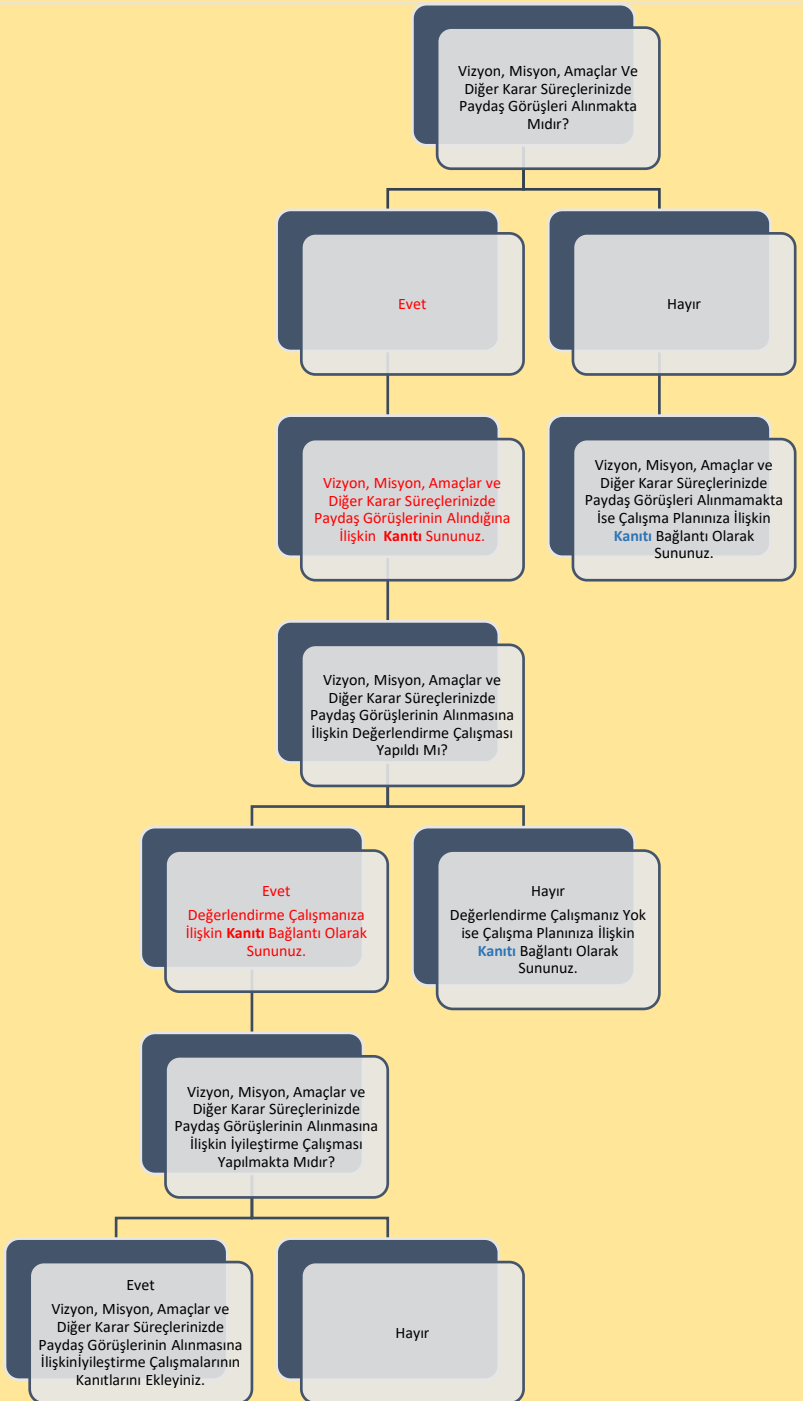 Vizyon, Misyon, Amaçlar Ve
Diğer Karar Süreçlerinizde
Paydaş Görüşleri Alınmakta
Mıdır?
Evet
Hayır
Vizyon, Misyon, Amaçlar ve
Diğer Karar Süreçlerinizde
Paydaş Görüşlerinin Alındığına
İlişkin Kanıtı Sununuz.
Vizyon, Misyon, Amaçlar ve
Diğer Karar Süreçlerinizde
Paydaş Görüşleri Alınmamakta
İse Çalışma Planınıza İlişkin
Kanıtı Bağlantı Olarak
Sununuz.
Vizyon, Misyon, Amaçlar ve
Diğer Karar Süreçlerinizde
Paydaş Görüşlerinin Alınmasına
İlişkin Değerlendirme Çalışması
Yapıldı Mı?
Evet
Değerlendirme Çalışmanıza
İlişkin Kanıtı Bağlantı Olarak
Sununuz.
Hayır
Değerlendirme Çalışmanız Yok
ise Çalışma Planınıza İlişkin
Kanıtı Bağlantı Olarak
Sununuz.
Vizyon, Misyon, Amaçlar ve
Diğer Karar Süreçlerinizde
Paydaş Görüşlerinin Alınmasına
İlişkin İyileştirme Çalışması
Yapılmakta Mıdır?
Evet
Vizyon, Misyon, Amaçlar ve
Diğer Karar Süreçlerinizde
Paydaş Görüşlerinin Alınmasına
İlişkinİyileştirme Çalışmalarının
Kanıtlarını Ekleyiniz.
Hayır